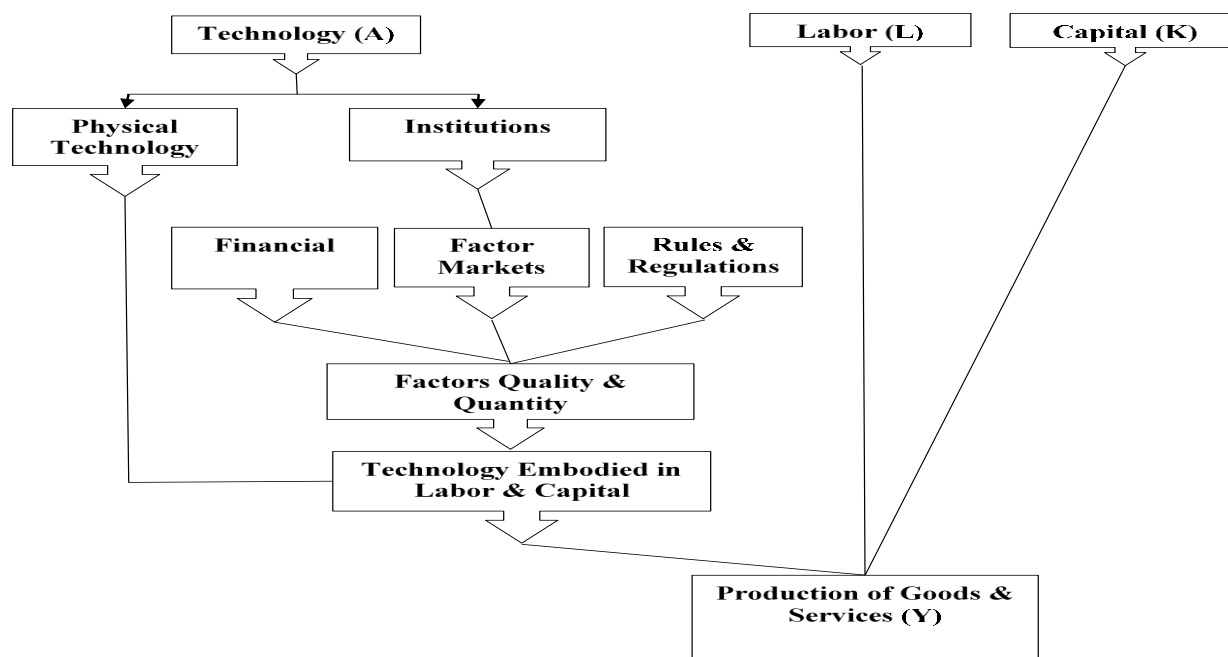 Technology (A)
Labor (L)
Capital (K)
Physical
Technology
Institutions
Financial
Factor
Markets
Rules &
Regulations
Factors Quality &
Quantity
Technology Embodied in
Labor & Capital
Production of Goods &
Services (Y)